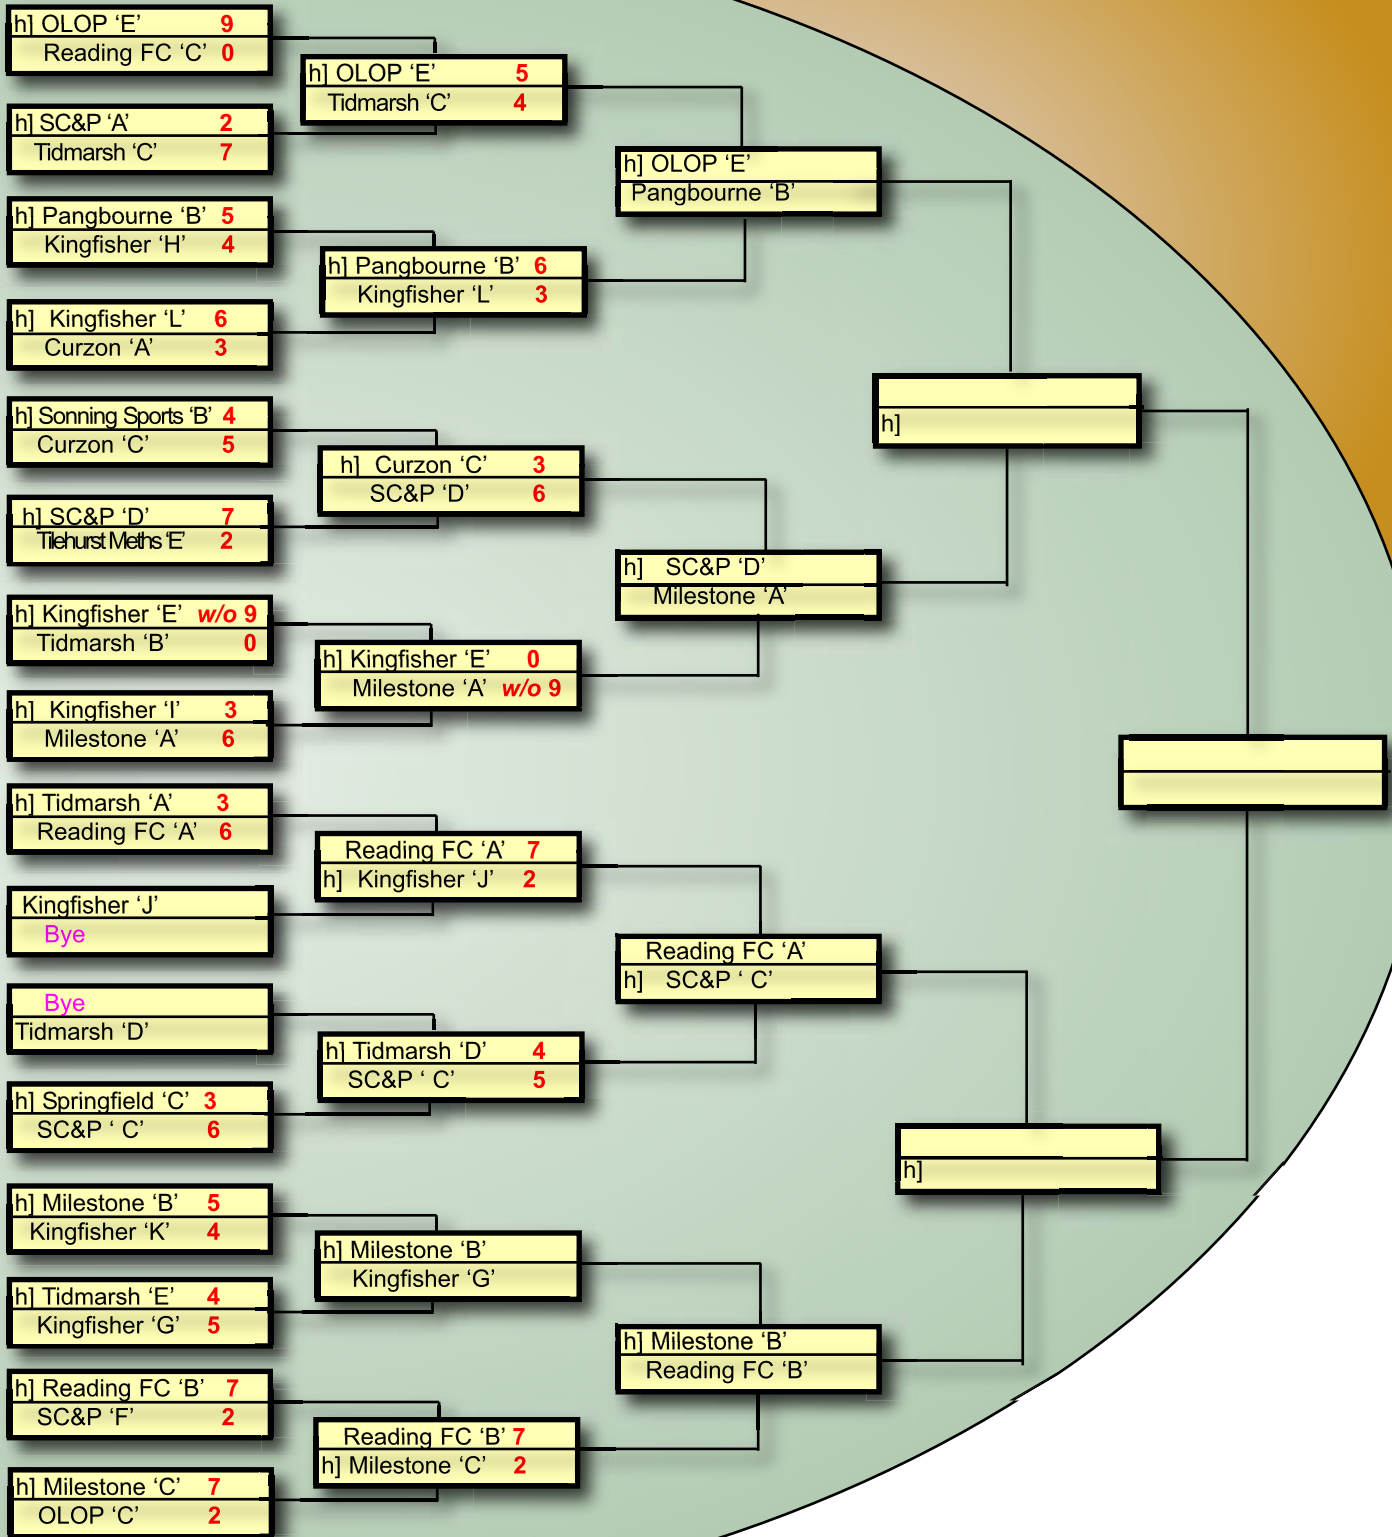 h] OLOP ‘E’ 9
Reading FC ‘C’ 0
h] SC&P ‘A’ 2
Tidmarsh ‘C’ 7
h] Pangbourne ‘B’ 5
Kingfisher ‘H’ 4
h] Kingfisher ‘L’ 6
Curzon ‘A’ 3
h] Sonning Sports ‘B’ 4
Curzon ‘C’ 5
h] SC&P ‘D’ 7
Tilehurst Meths ‘E’ 2
h] Kingfisher ‘E’ w/o 9
Tidmarsh ‘B’ 0
h] Kingfisher ‘I’ 3
Milestone ‘A’ 6
h] Tidmarsh ‘A’ 3
Reading FC ‘A’ 6
Kingfisher ‘J’
Bye
Bye
Tidmarsh ‘D’
h] Springfield ‘C’ 3
SC&P ‘ C’ 6
h] Milestone ‘B’ 5
Kingfisher ‘K’ 4
h] Tidmarsh ‘E’ 4
Kingfisher ‘G’ 5
h] Reading FC ‘B’ 7
SC&P ‘F’ 2
h] Milestone ‘C’ 7
OLOP ‘C’ 2
h] OLOP ‘E’ 5
Tidmarsh ‘C’ 4
h] Pangbourne ‘B’ 6
Kingfisher ‘L’ 3
h] Curzon ‘C’ 3
SC&P ‘D’ 6
h] Kingfisher ‘E’ 0
Milestone ‘A’ w/o 9
Reading FC ‘A’ 7
h] Kingfisher ‘J’ 2
h] Tidmarsh ‘D’ 4
SC&P ‘ C’ 5
h] Milestone ‘B’
Kingfisher ‘G’
Reading FC ‘B’ 7
h] Milestone ‘C’ 2
h] OLOP ‘E’
Pangbourne ‘B’
h] SC&P ‘D’
Milestone ‘A’
Reading FC ‘A’
h] SC&P ‘ C’
h] Milestone ‘B’
Reading FC ‘B’
h]
h]